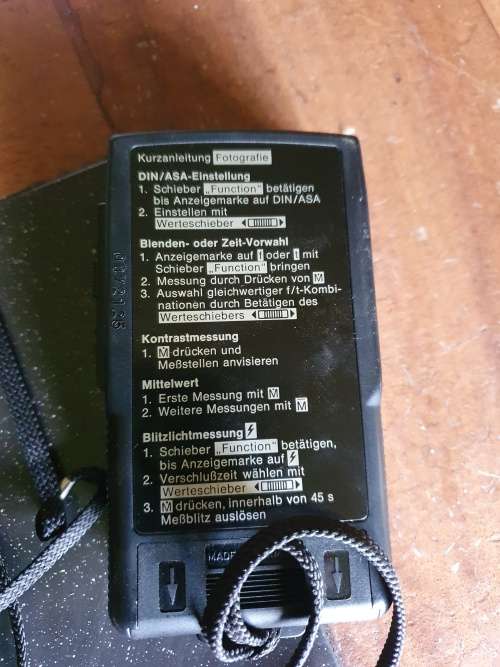 Kurzanleitung Fotografie
DIN/ASA-Einstellung
1. Schieber „Function“ betätigen
bis Anzeigemarke auf DIN/ASA
2. Einstellen mit
Werteschieber
Blenden- oder Zeit-Vorwahl
1. Anzeigemarke auf f oder t mit
Schieber „Function“ bringen
2. Messung durch Drücken von M
3. Auswahl gleichwertiger f/t-Kombi-
nationen durch Betätigen des
Werteschiebers
Kontrastmessung
1. M drücken und
Meßstellen anvisieren
Mittelwert
1. Erste Messung mit M
2. Weitere Messungen mit M̅
Blitzlichtmessung
1. Schieber „Function“ betätigen,
bis Anzeigemarke auf
2. Verschlußzeit wählen mit
Werteschieber
3. M drücken, innerhalb von 45 s
Meßblitz auslösen
MADE